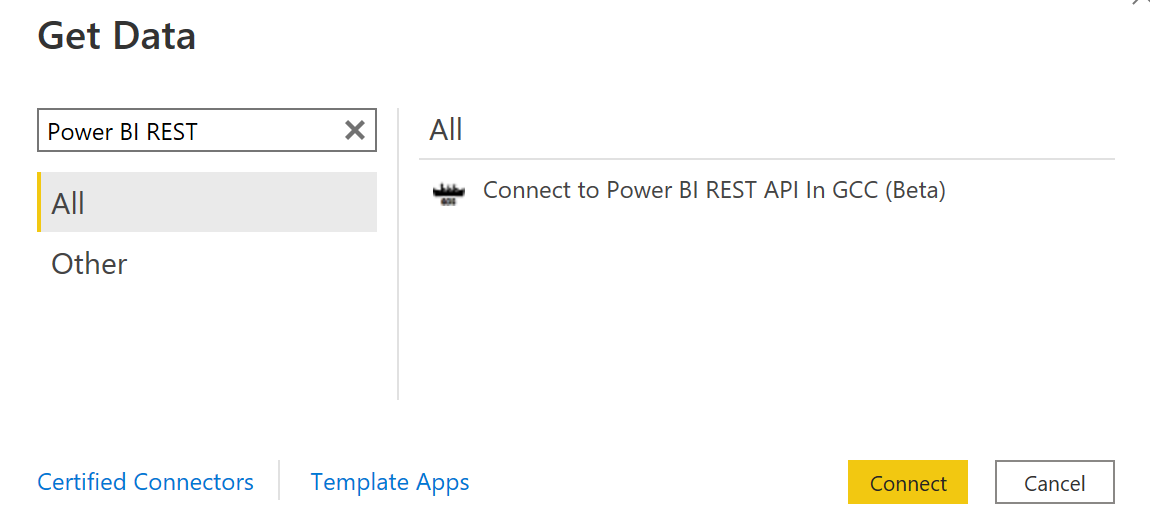 Get Data
Power BI REST
All
Other
All
Connect to Power BI REST API In GCC (Beta)
Certified Connectors
Template Apps
Connect
Cancel